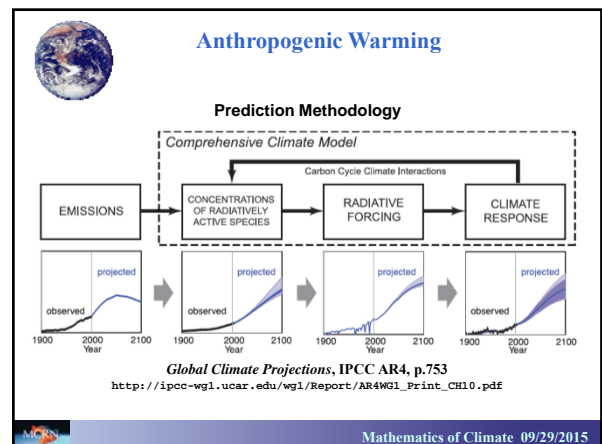 Anthropogenic Warming
Prediction Methodology
Comprehensive Climate Model
Carbon Cycle Climate Interactions
EMISSIONS
CONCENTRATIONS
OF RADIATIVELY
ACTIVE SPECIES
RADIATIVE
FORCING
CLIMATE
RESPONSE
projected
observed
1900 2000 2100
Year
projected
observed
1900 2000 2100
Year
projected
1900 2000 2100
Year
projected
observed
1900 2000 2100
Year
Global Climate Projections, IPCC AR4, p.753
http://ipcc-wg1.ucar.edu/wg1/Report/AR4WG1_Print_CH10.pdf
MCRN
Mathematics of Climate 09/29/2015